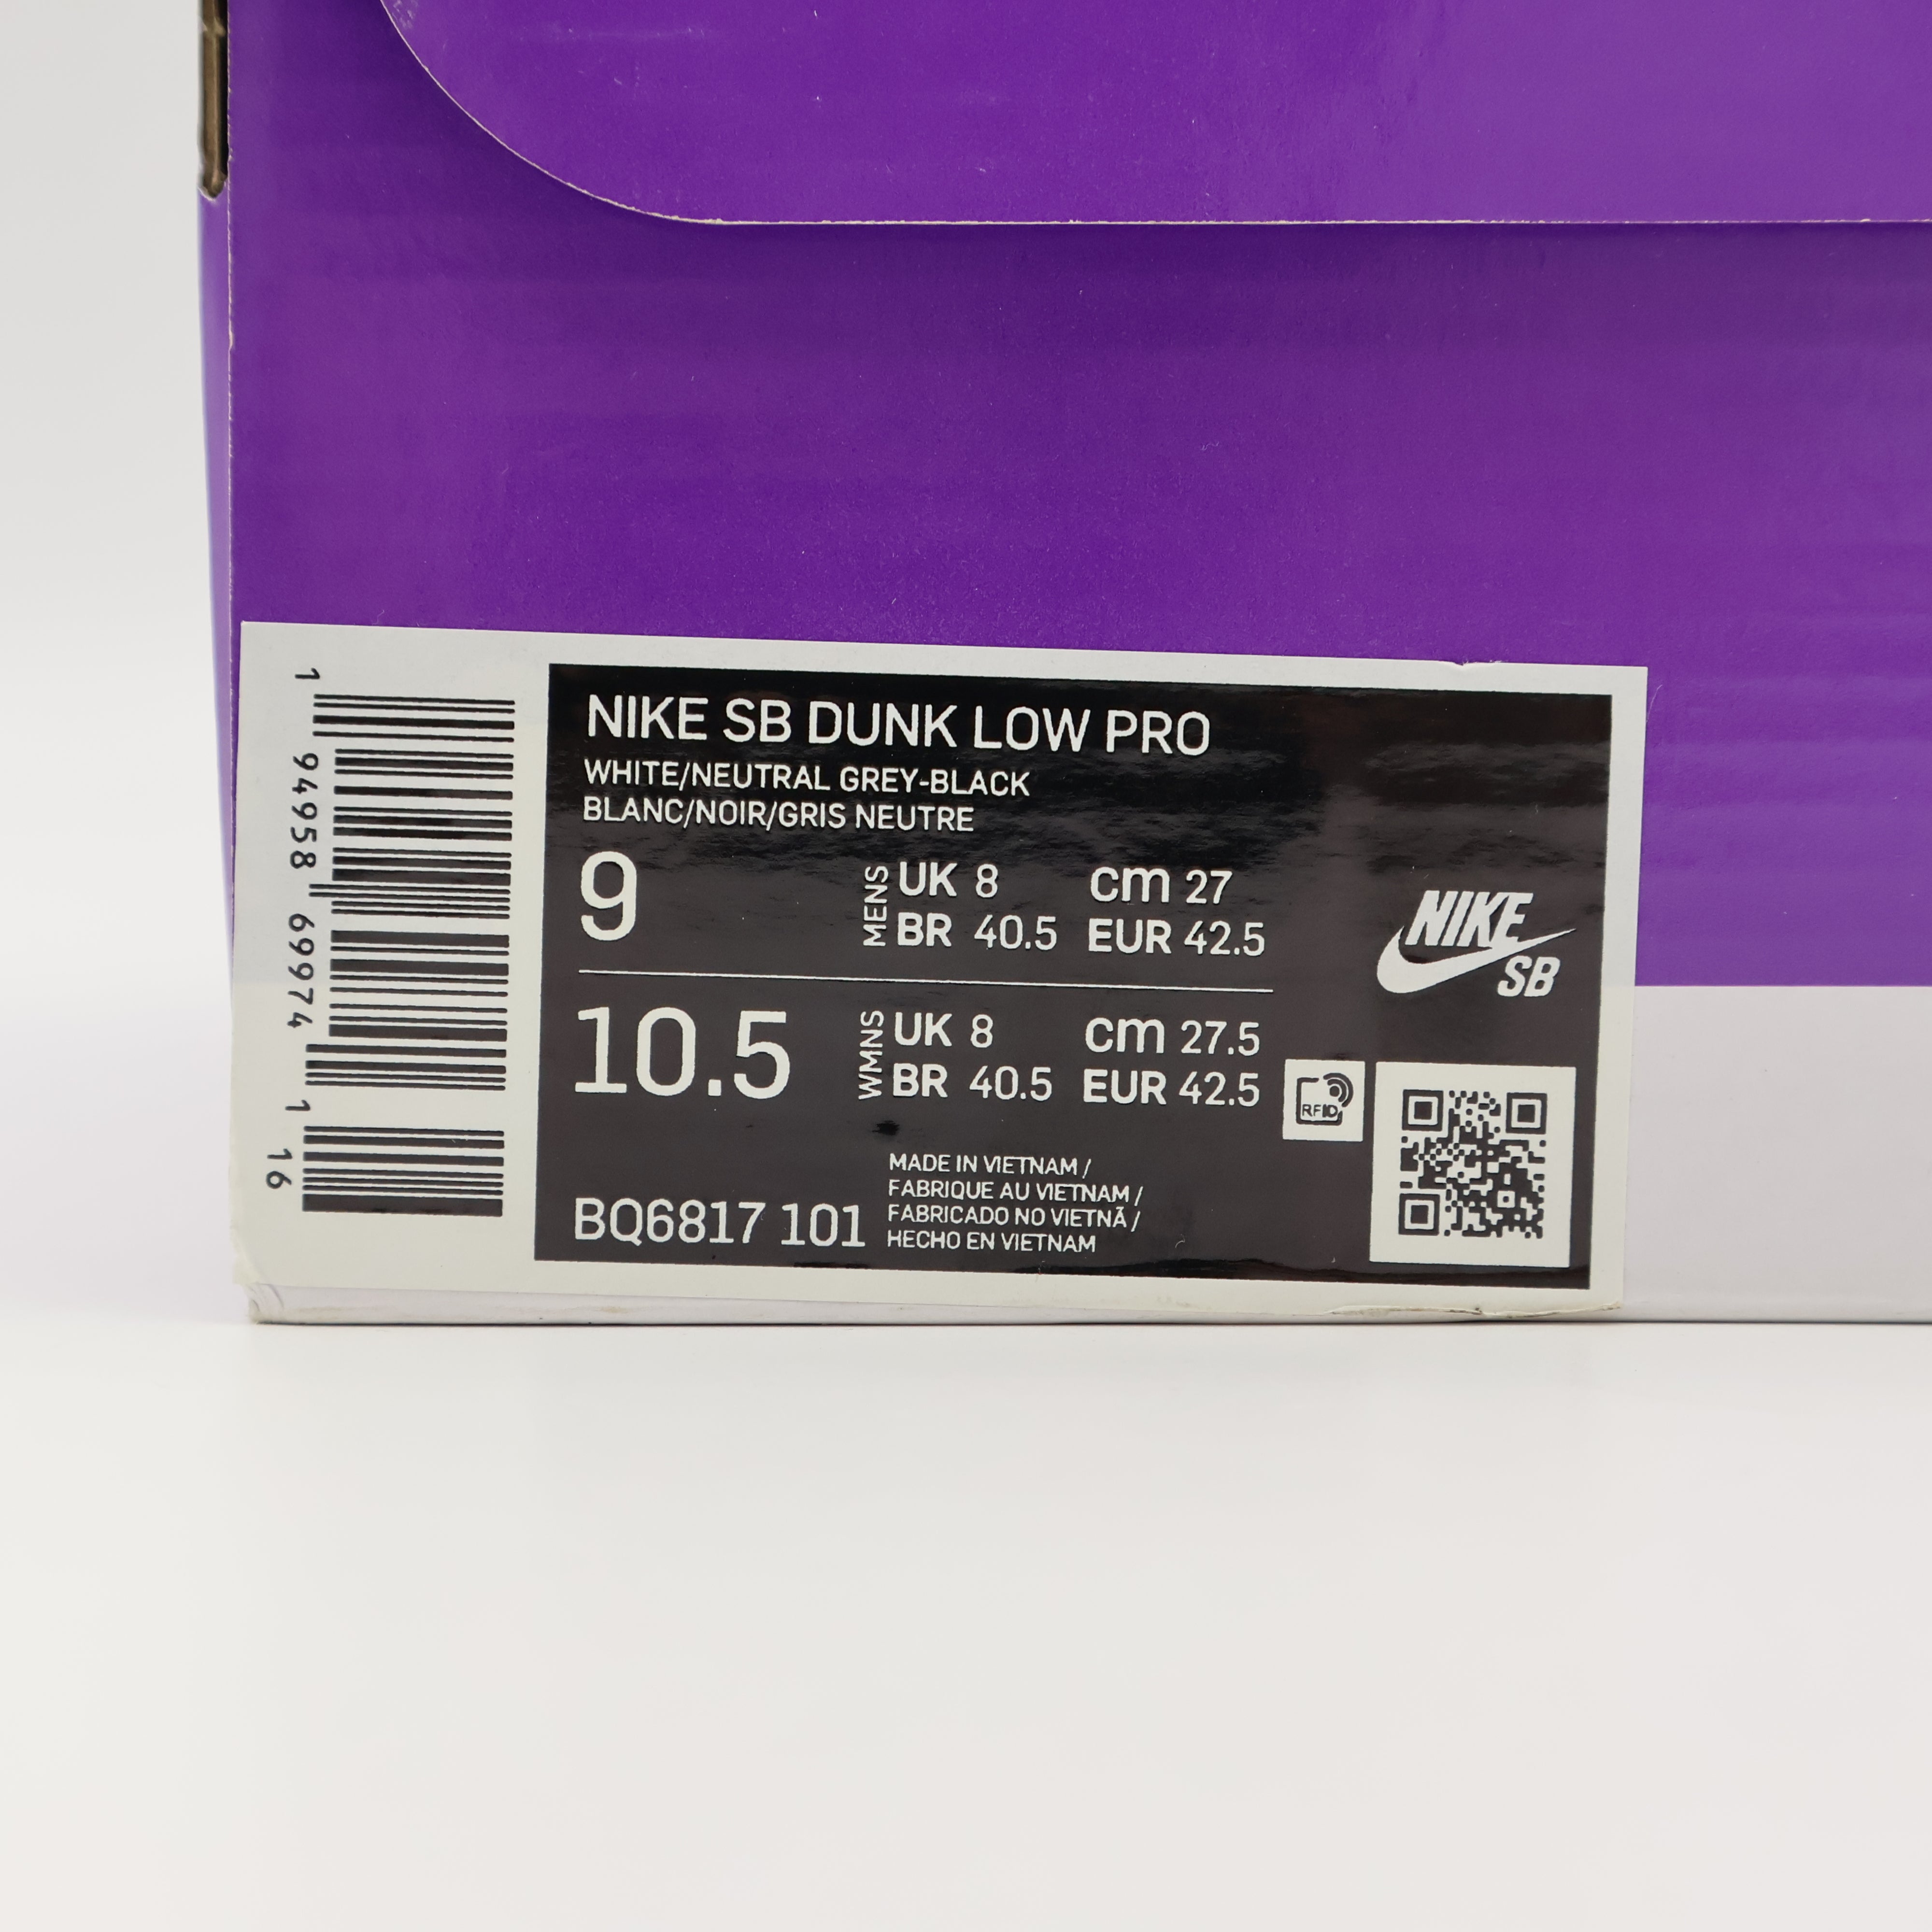 NIKE SB DUNK LOW PRO
WHITE/NEUTRAL GREY-BLACK
BLANC/NOIR/GRIS NEUTRE
9
MENS
UK 8 cm 27
BR 40.5 EUR 42.5
10.5
WMNS
UK 8 cm 27.5
BR 40.5 EUR 42.5
MADE IN VIETNAM /
FABRIQUE AU VIETNAM /
FABRICADO NO VIETNÃ /
HECHO EN VIETNAM
BQ6817 101
NIKE
SB
RFID
1 94958 69974 1 16